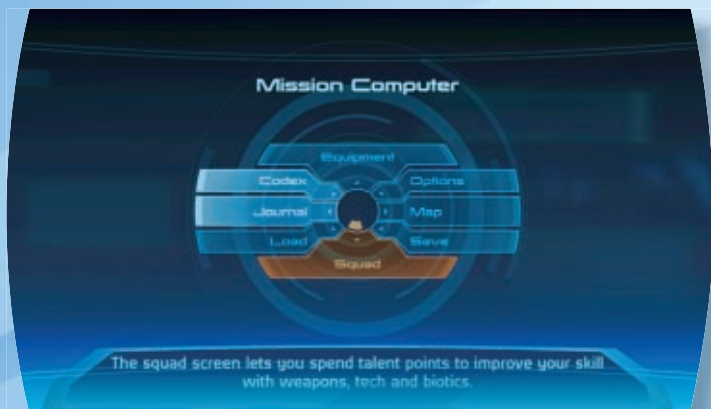 Mission Computer
Equipment
Codex
Options
Journal
Map
Load
Save
Squad
The squad screen lets you spend talent points to improve your skill
with weapons, tech and biotics.